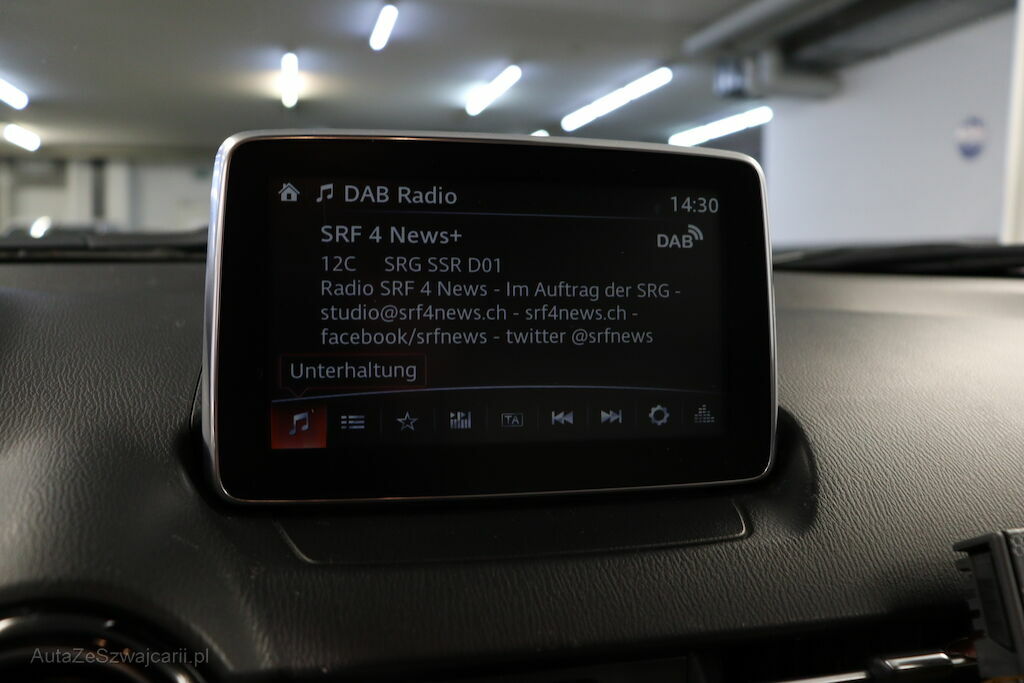 DAB Radio
14:30
SRF 4 News+
DAB
12C SRG SSR D01
Radio SRF 4 News - Im Auftrag der SRG -
studio@srf4news.ch - srf4news.ch -
facebook/srfnews - twitter @srfnews
Unterhaltung
TA
AutaZeSzwajcarii.pl